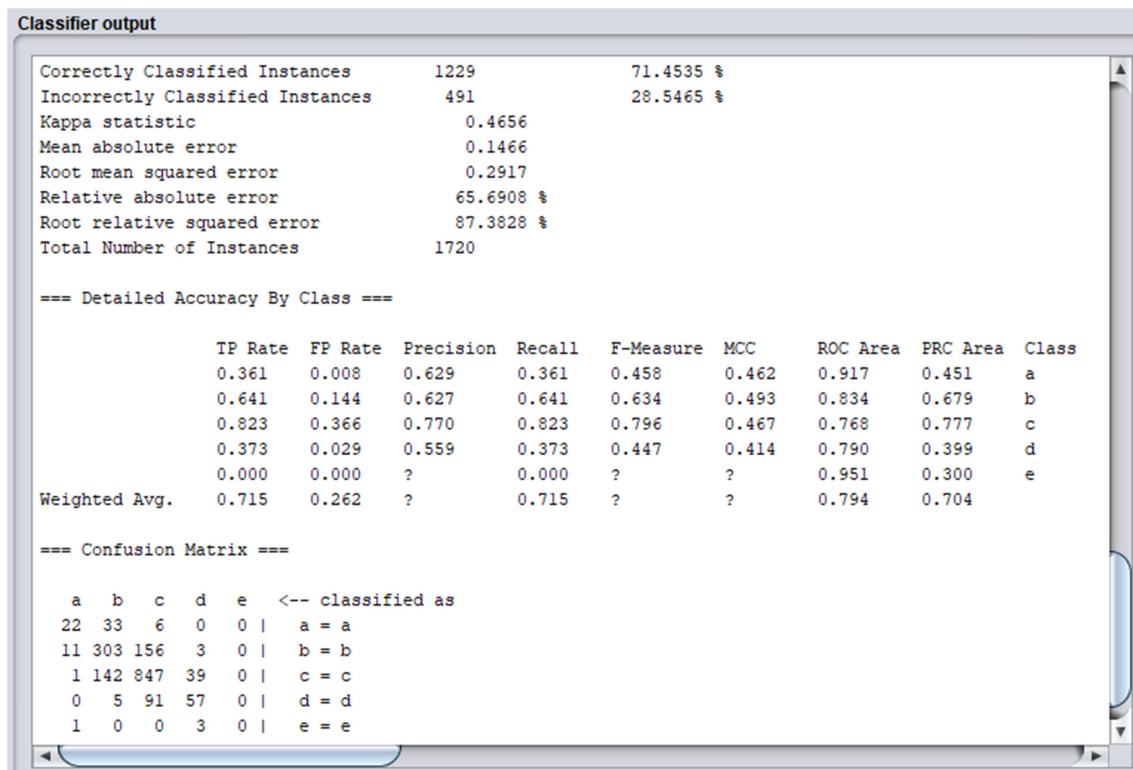 Classifier output
Correctly Classified Instances 1229 71.4535 %
Incorrectly Classified Instances 491 28.5465 %
Kappa statistic 0.4656
Mean absolute error 0.1466
Root mean squared error 0.2917
Relative absolute error 65.6908 %
Root relative squared error 87.3828 %
Total Number of Instances 1720
=== Detailed Accuracy By Class ===
TP Rate FP Rate Precision Recall F-Measure MCC ROC Area PRC Area Class
0.361 0.008 0.629 0.361 0.458 0.462 0.917 0.451 a
0.641 0.144 0.627 0.641 0.634 0.493 0.834 0.679 b
0.823 0.366 0.770 0.823 0.796 0.467 0.768 0.777 c
0.373 0.029 0.559 0.373 0.447 0.414 0.790 0.399 d
0.000 0.000 ? 0.000 ? ? 0.951 0.300 e
Weighted Avg. 0.715 0.262 ? 0.715 ? ? 0.794 0.704
=== Confusion Matrix ===
a b c d e <-- classified as
22 33 6 0 0 | a = a
11 303 156 3 0 | b = b
1 142 847 39 0 | c = c
0 5 91 57 0 | d = d
1 0 0 3 0 | e = e